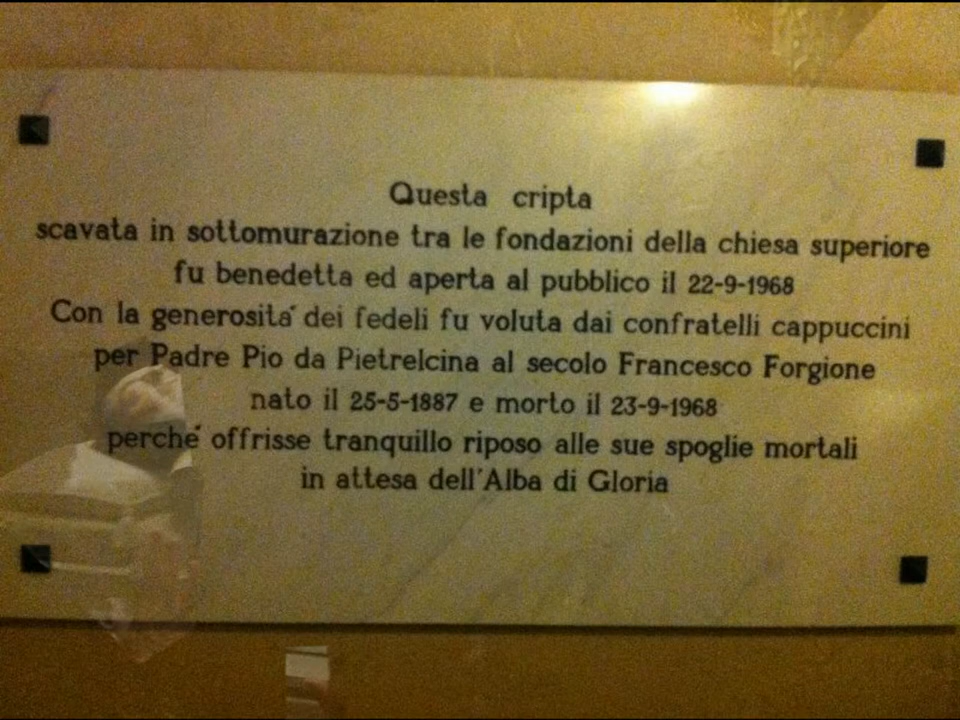 Questa cripta
scavata in sottomurazione tra le fondazioni della chiesa superiore
fu benedetta ed aperta al pubblico il 22-9-1968
Con la generosita´ dei fedeli fu voluta dai confratelli cappuccini
per Padre Pio da Pietrelcina al secolo Francesco Forgione
nato il 25-5-1887 e morto il 23-9-1968
perche´ offrisse tranquillo riposo alle sue spoglie mortali
in attesa dell'Alba di Gloria